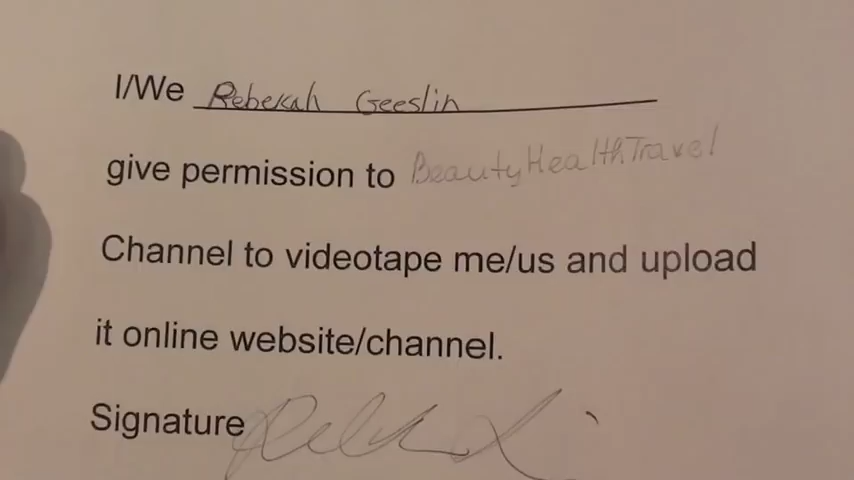 I/We Rebekah Geeslin
give permission to BeautyHealthTravel
Channel to videotape me/us and upload
it online website/channel.
Signature